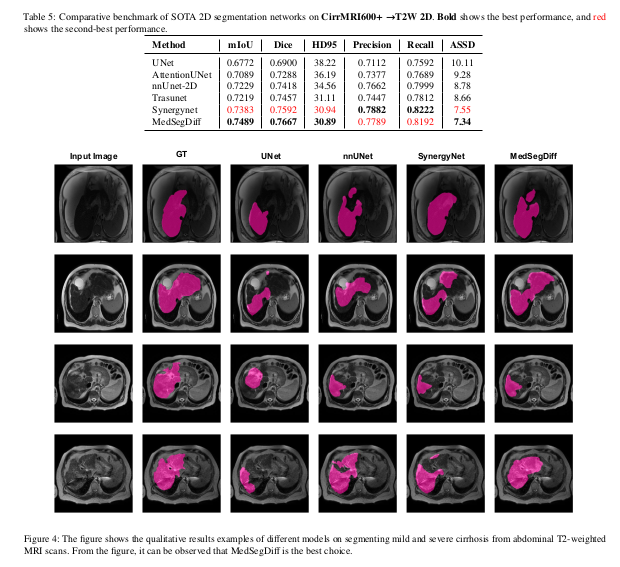 Table 5: Comparative benchmark of SOTA 2D segmentation networks on CirrMRI600+ →T2W 2D. Bold shows the best performance, and red
shows the second-best performance.
Method mIoU Dice HD95 Precision Recall ASSD
UNet 0.6772 0.6900 38.22 0.7112 0.7592 10.11
AttentionUNet 0.7089 0.7288 36.19 0.7377 0.7689 9.28
nnUnet-2D 0.7229 0.7418 34.56 0.7662 0.7999 8.78
Trasunet 0.7219 0.7457 31.11 0.7447 0.7812 8.66
Synergynet 0.7383 0.7592 30.94 0.7882 0.8222 7.55
MedSegDiff 0.7489 0.7667 30.89 0.7789 0.8192 7.34
Input Image GT UNet nnUNet SynergyNet MedSegDiff
Figure 4: The figure shows the qualitative results examples of different models on segmenting mild and severe cirrhosis from abdominal T2-weighted
MRI scans. From the figure, it can be observed that MedSegDiff is the best choice.